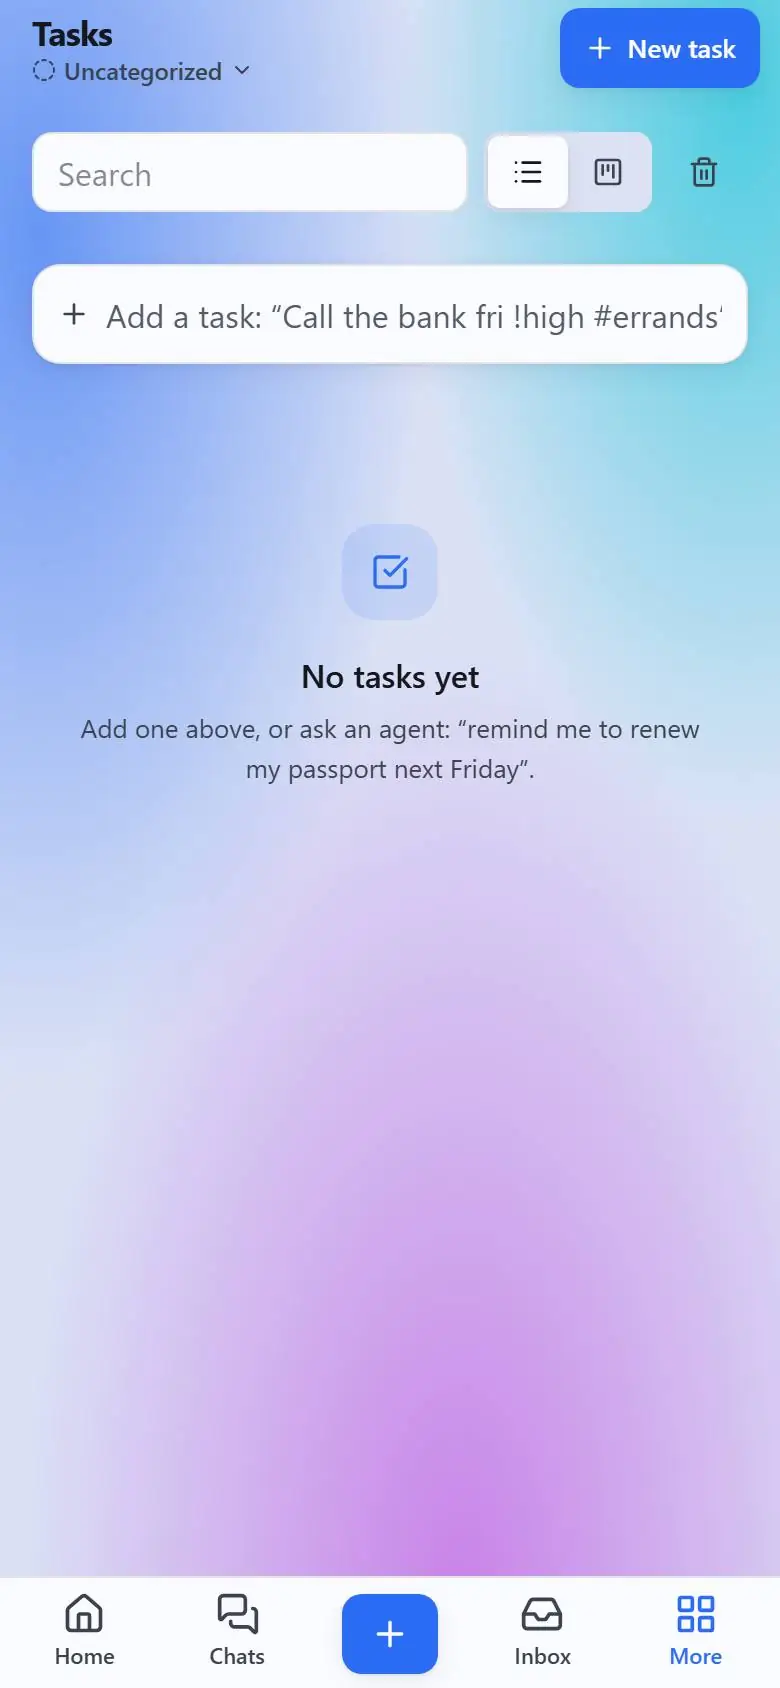 Tasks
Uncategorized
New task
Search
Add a task: “Call the bank fri !high #errands”
No tasks yet
Add one above, or ask an agent: “remind me to renew
my passport next Friday”.
Home
Chats
Inbox
More